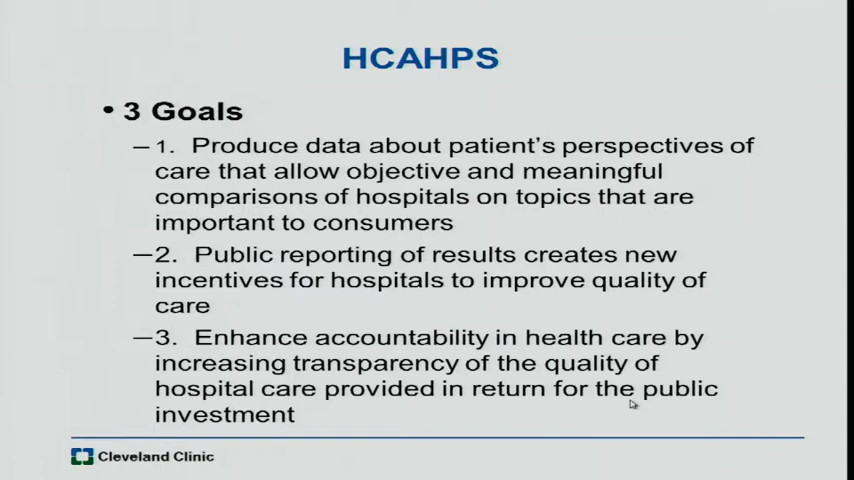 HCAHPS
• 3 Goals
– 1. Produce data about patient's perspectives of
care that allow objective and meaningful
comparisons of hospitals on topics that are
important to consumers
– 2. Public reporting of results creates new
incentives for hospitals to improve quality of
care
– 3. Enhance accountability in health care by
increasing transparency of the quality of
hospital care provided in return for the public
investment
Cleveland Clinic